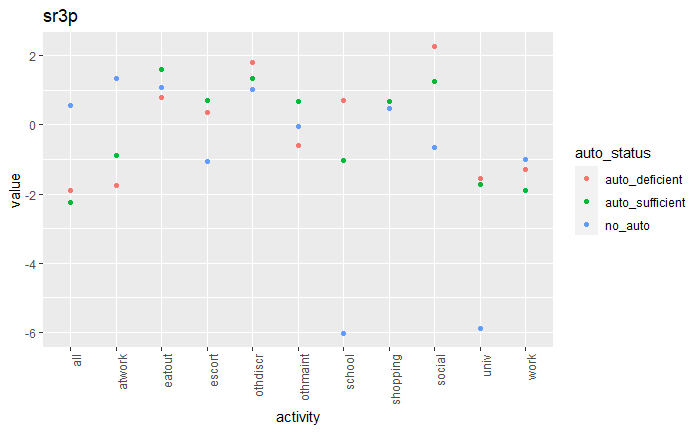 sr3p
2
0
-2
-4
-6
value
all
atwork
eatout
escort
othdiscr
othmaint
school
shopping
social
univ
work
activity
auto_status
auto_deficient
auto_sufficient
no_auto